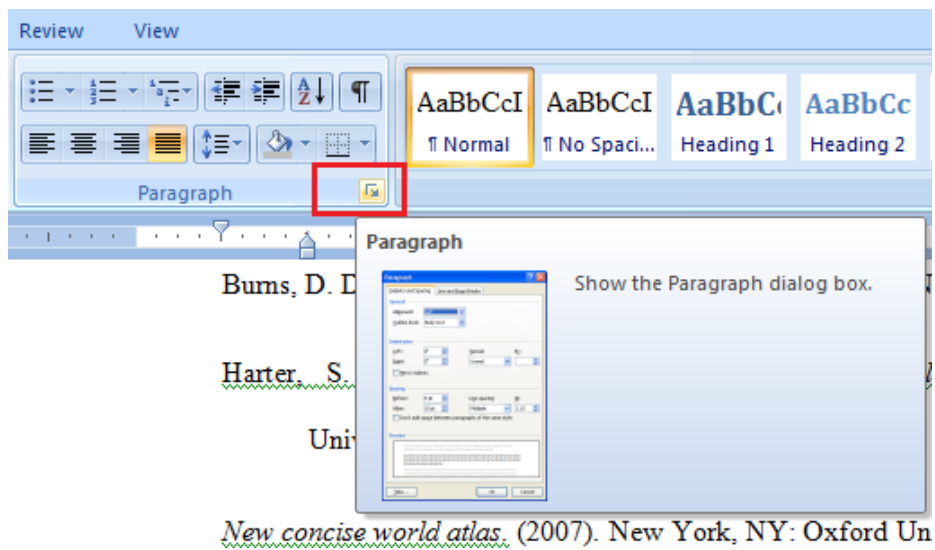 Review View
AaBbCcI AaBbCcI AaBbC AaBbCc
¶ Normal ¶ No Spaci... Heading 1 Heading 2
Paragraph
Paragraph
Show the Paragraph dialog box.
Burns, D. D
Harter, S.
Univ
New concise world atlas. (2007). New York, NY: Oxford Un